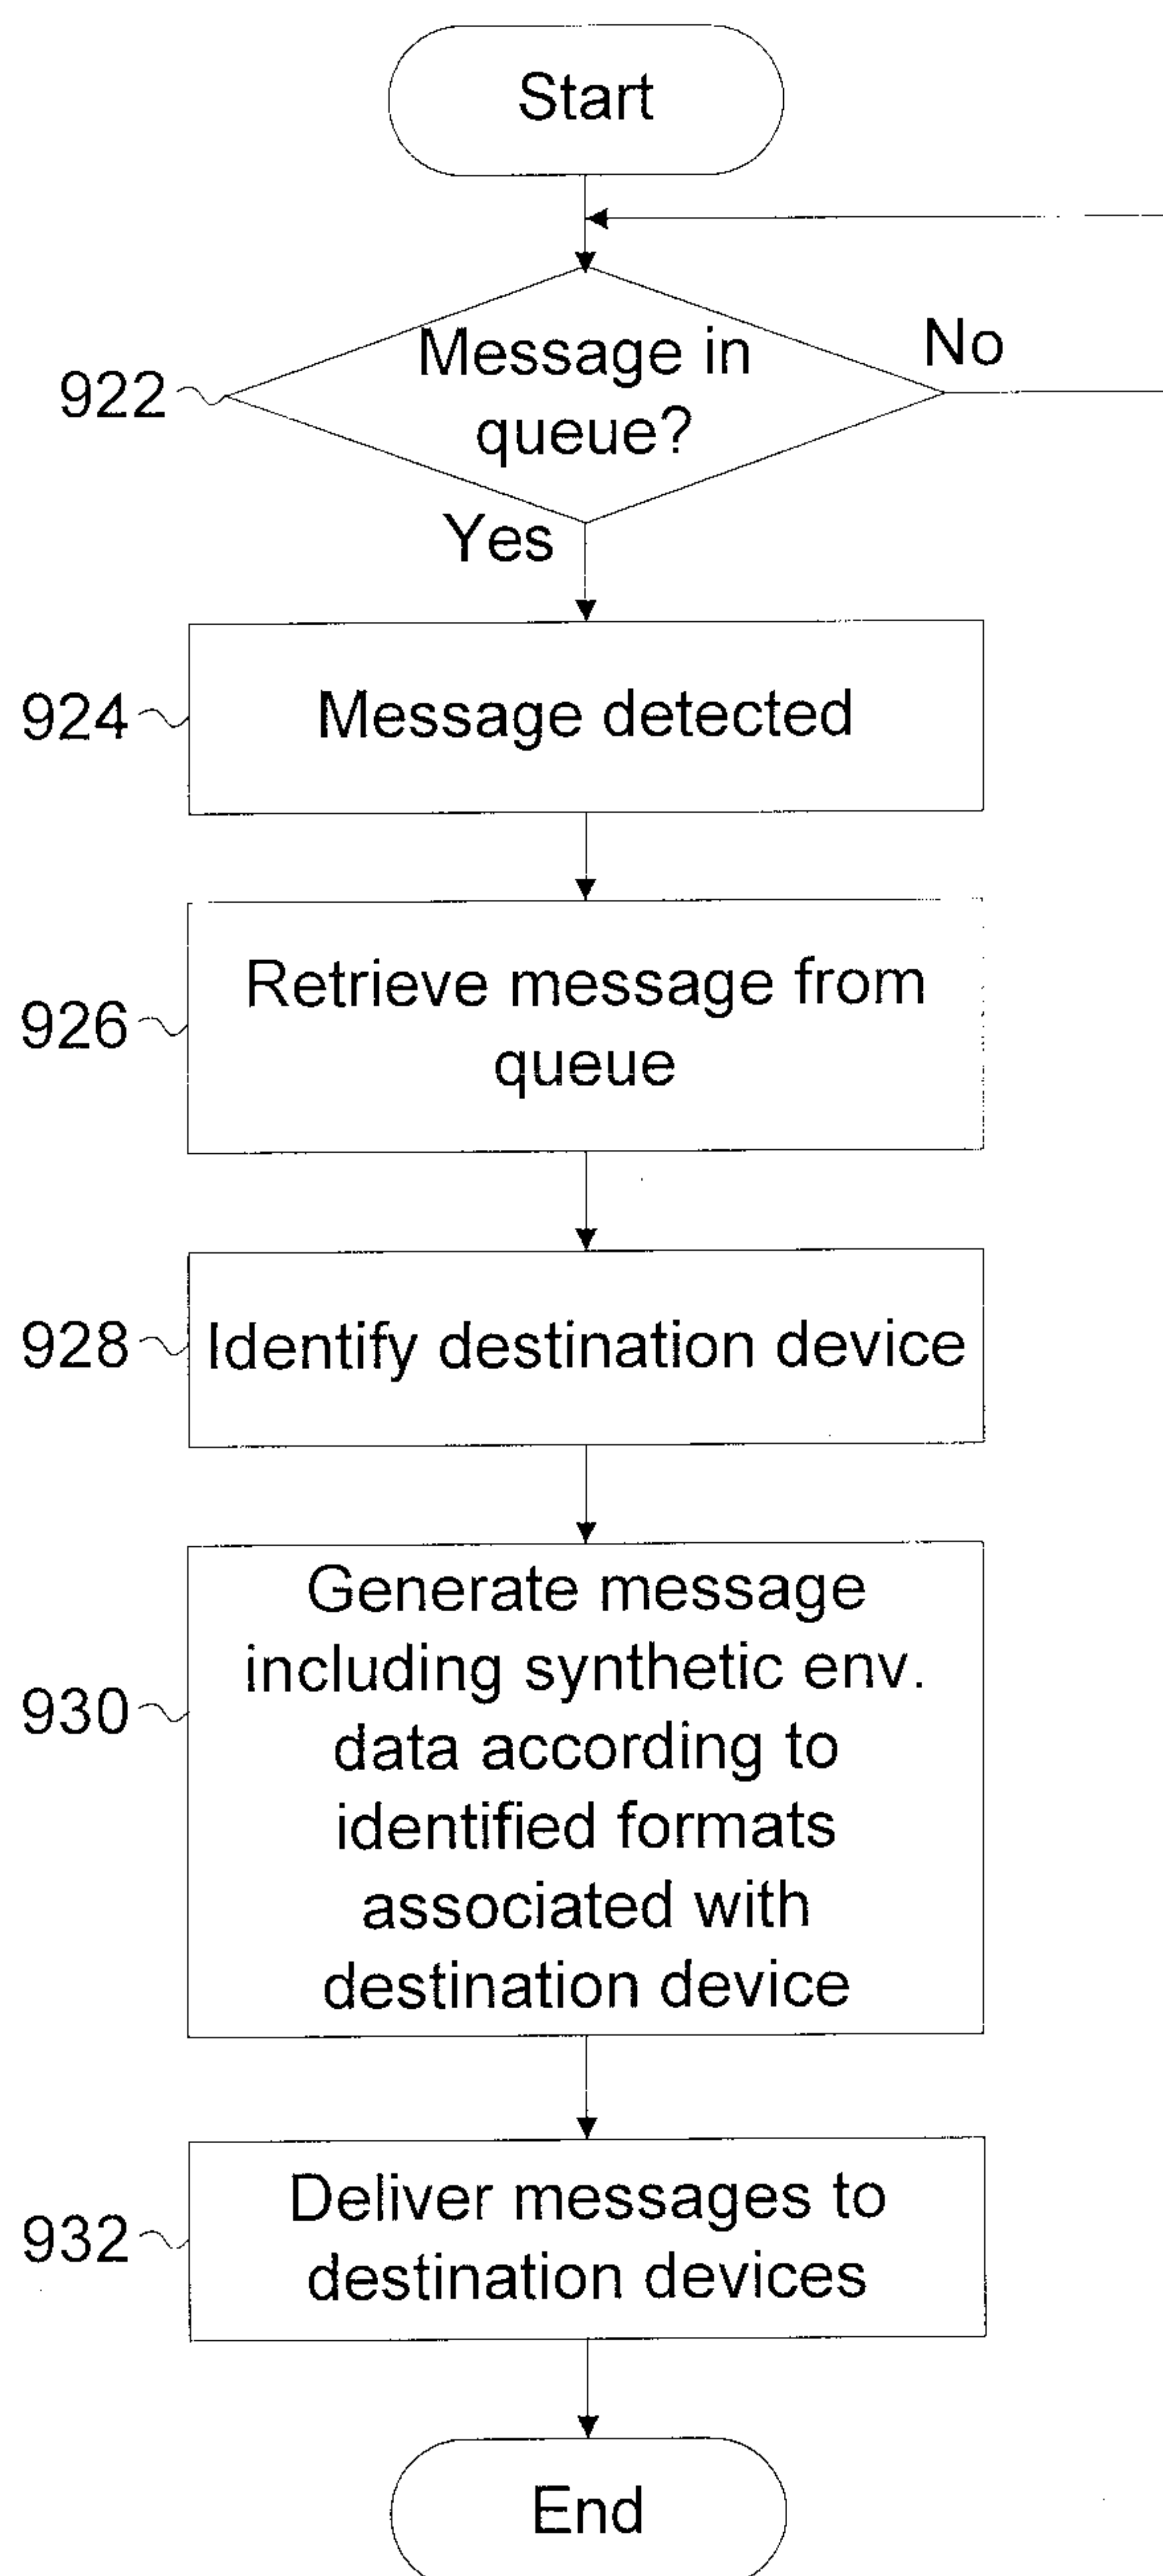 Start
Message in
No
922
queue?
Yes
924
Message detected
Retrieve message from
926
queue
928
Identify destination device
Generate message
including synthetic env.
930
data according to
identified formats
associated with
destination device
Deliver messages to
932
destination devices
End